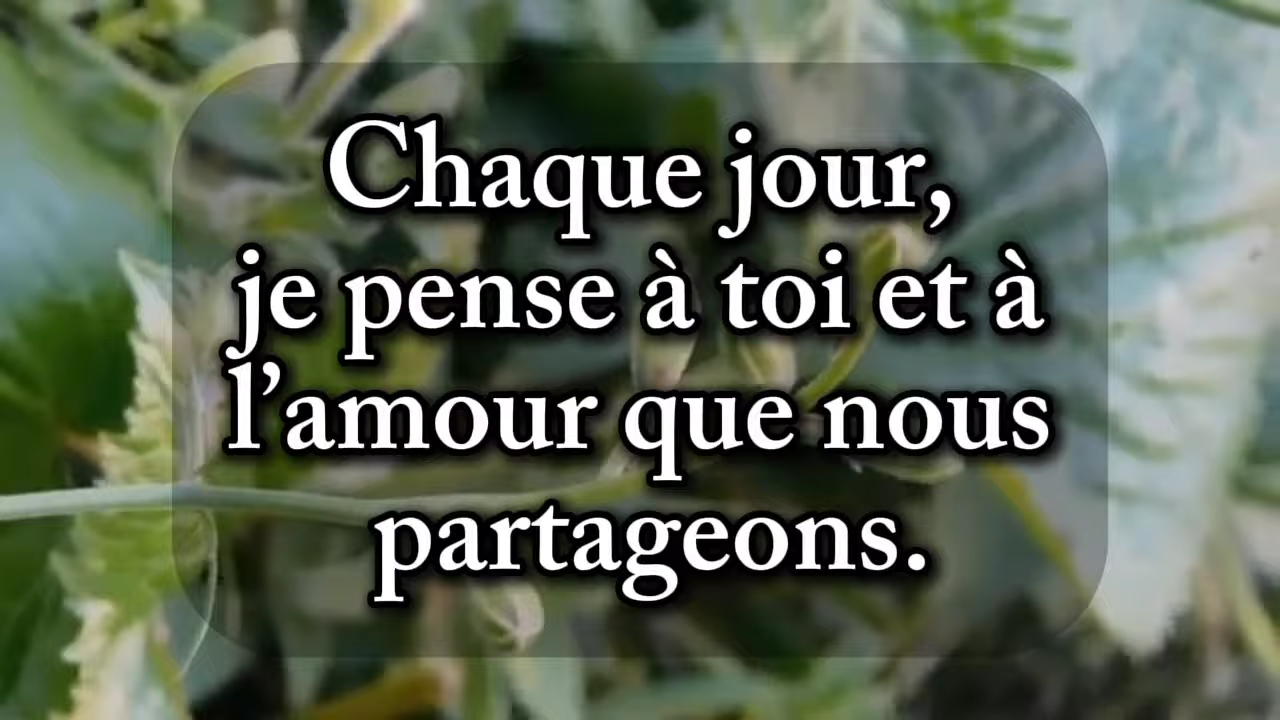 Chaque jour,
je pense à toi et à
l’amour que nous
partageons.